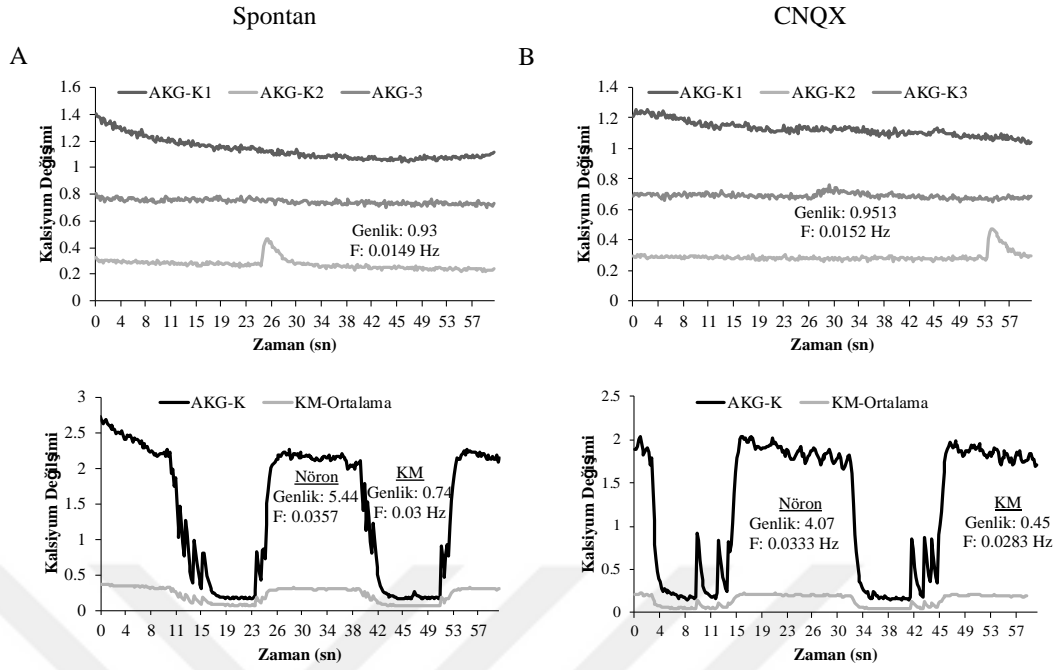 Spontan
CNQX
A
B
AKG-K1 AKG-K2 AKG-3
1.6
1.4
1.2
1
0.8
0.6
0.4
0.2
0
Kalsiyum Değişimi
Genlik: 0.93
F: 0.0149 Hz
0 4 8 11 15 19 23 26 30 34 38 42 45 49 53 57
Zaman (sn)
AKG-K1 AKG-K2 AKG-K3
1.4
1.2
1
0.8
0.6
0.4
0.2
0
Kalsiyum Değişimi
Genlik: 0.9513
F: 0.0152 Hz
0 4 8 11 15 19 23 26 30 34 38 42 45 49 53 57
Zaman (sn)
AKG-K KM-Ortalama
3
2.5
2
1.5
1
0.5
0
Kalsiyum Değilşmi
Nöron
Genlik: 5.44
F: 0.0357
KM
Genlik: 0.74
F: 0.03 Hz
0 4 8 11 15 19 23 26 30 34 38 42 45 49 53 57
Zaman (sn)
AKG-K KM-Ortalama
2.5
2
1.5
1
0.5
0
Kalsiyum Değişimi
Nöron
Genlik: 4.07
F: 0.0333 Hz
KM
Genlik: 0.45
F: 0.0283 Hz
0 4 8 11 15 19 23 26 30 34 38 42 45 49 53 57
Zaman (sn)